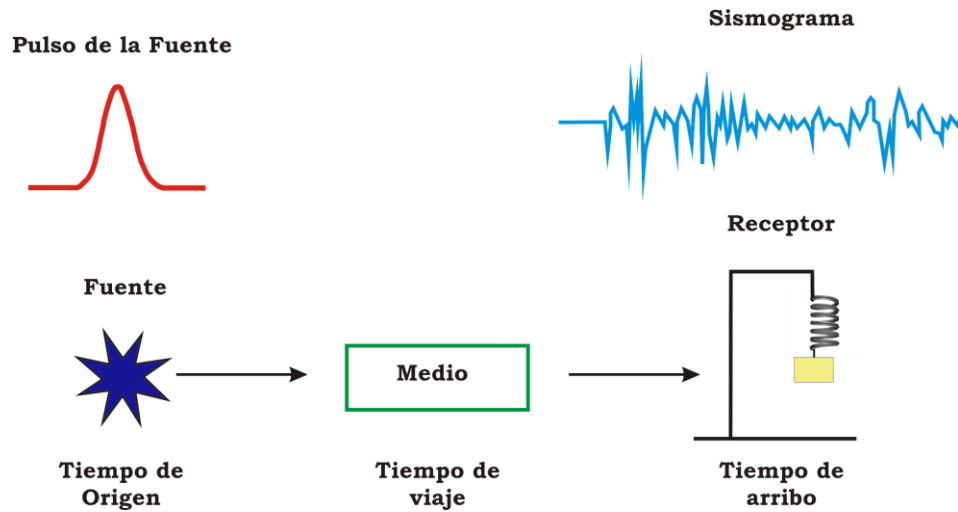 Sismograma
Pulso de la Fuente
Receptor
Fuente
Medio
Tiempo de
Origen
Tiempo de
viaje
Tiempo de
arribo